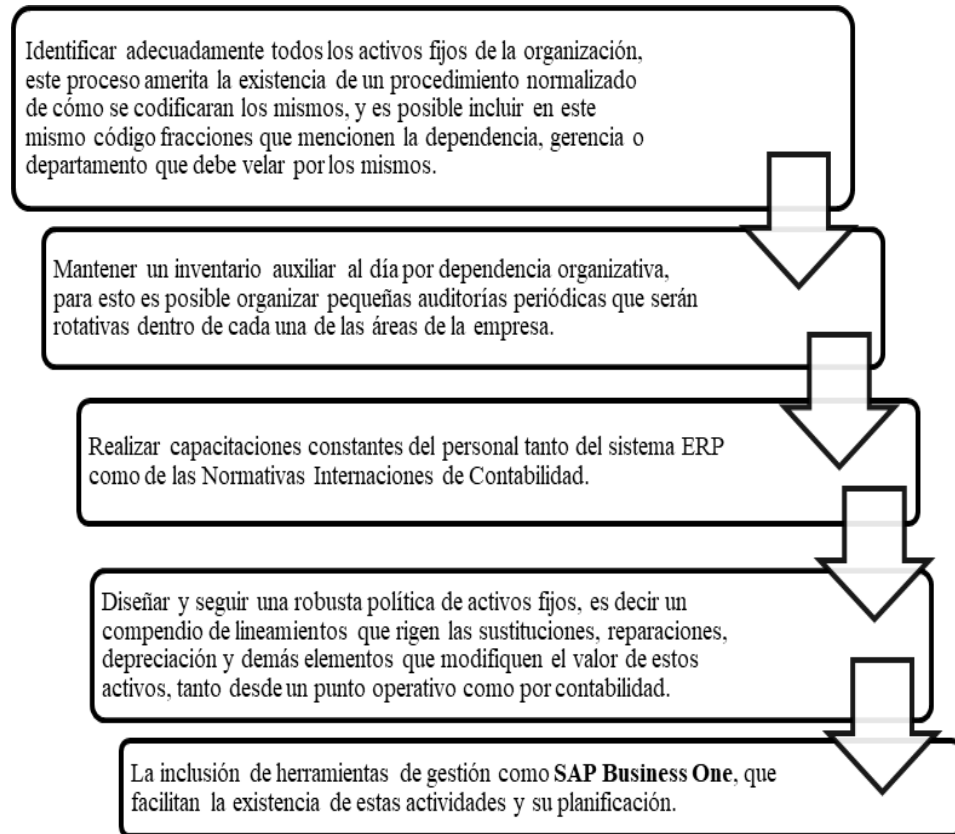 Identificar adecuadamente todos los activos fijos de la organización,
este proceso amerita la existencia de un procedimiento normalizado
de cómo se codificaran los mismos, y es posible incluir en este
mismo código fracciones que mencionen la dependencia, gerencia o
departamento que debe velar por los mismos.
Mantener un inventario auxiliar al día por dependencia organizativa,
para esto es posible organizar pequeñas auditorías periódicas que serán
rotativas dentro de cada una de las áreas de la empresa.
Realizar capacitaciones constantes del personal tanto del sistema ERP
como de las Normativas Internaciones de Contabilidad.
Diseñar y seguir una robusta política de activos fijos, es decir un
compendio de lineamientos que rigen las sustituciones, reparaciones,
depreciación y demás elementos que modifiquen el valor de estos
activos, tanto desde un punto operativo como por contabilidad.
La inclusión de herramientas de gestión como SAP Business One, que
facilitan la existencia de estas actividades y su planificación.